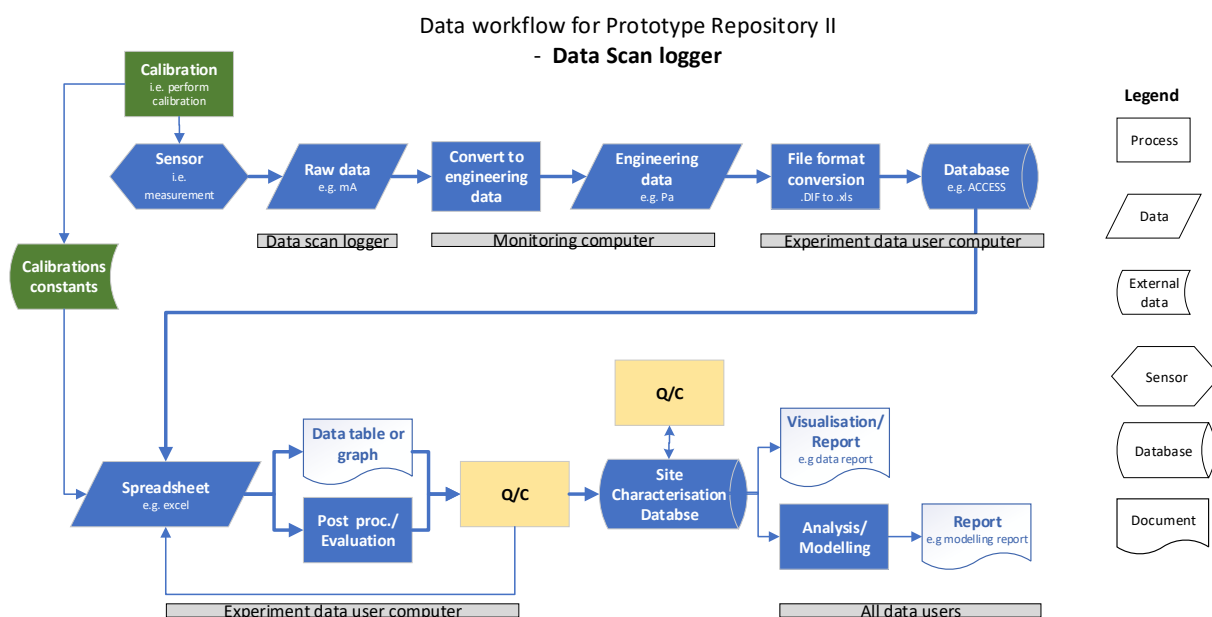 Data workflow for Prototype Repository II
- Data Scan logger
Calibration
i.e. perform
calibration
Legend
Process
Sensor
i.e.
measurement
Raw data
e.g. mA
Convert to
engineering
data
Engineering
data
e.g. Pa
File format
conversion
.DIF to .xls
Database
e.g. ACCESS
Data
Data scan logger
Monitoring computer
Experiment data user computer
Calibrations
constants
External
data
Sensor
Q/C
Data table or
graph
Visualisation/
Report
e.g data report
Database
Spreadsheet
e.g. excel
Q/C
Site
Characterisation
Databse
Post proc./
Evaluation
Analysis/
Modelling
Report
e.g modelling report
Document
Experiment data user computer
All data users